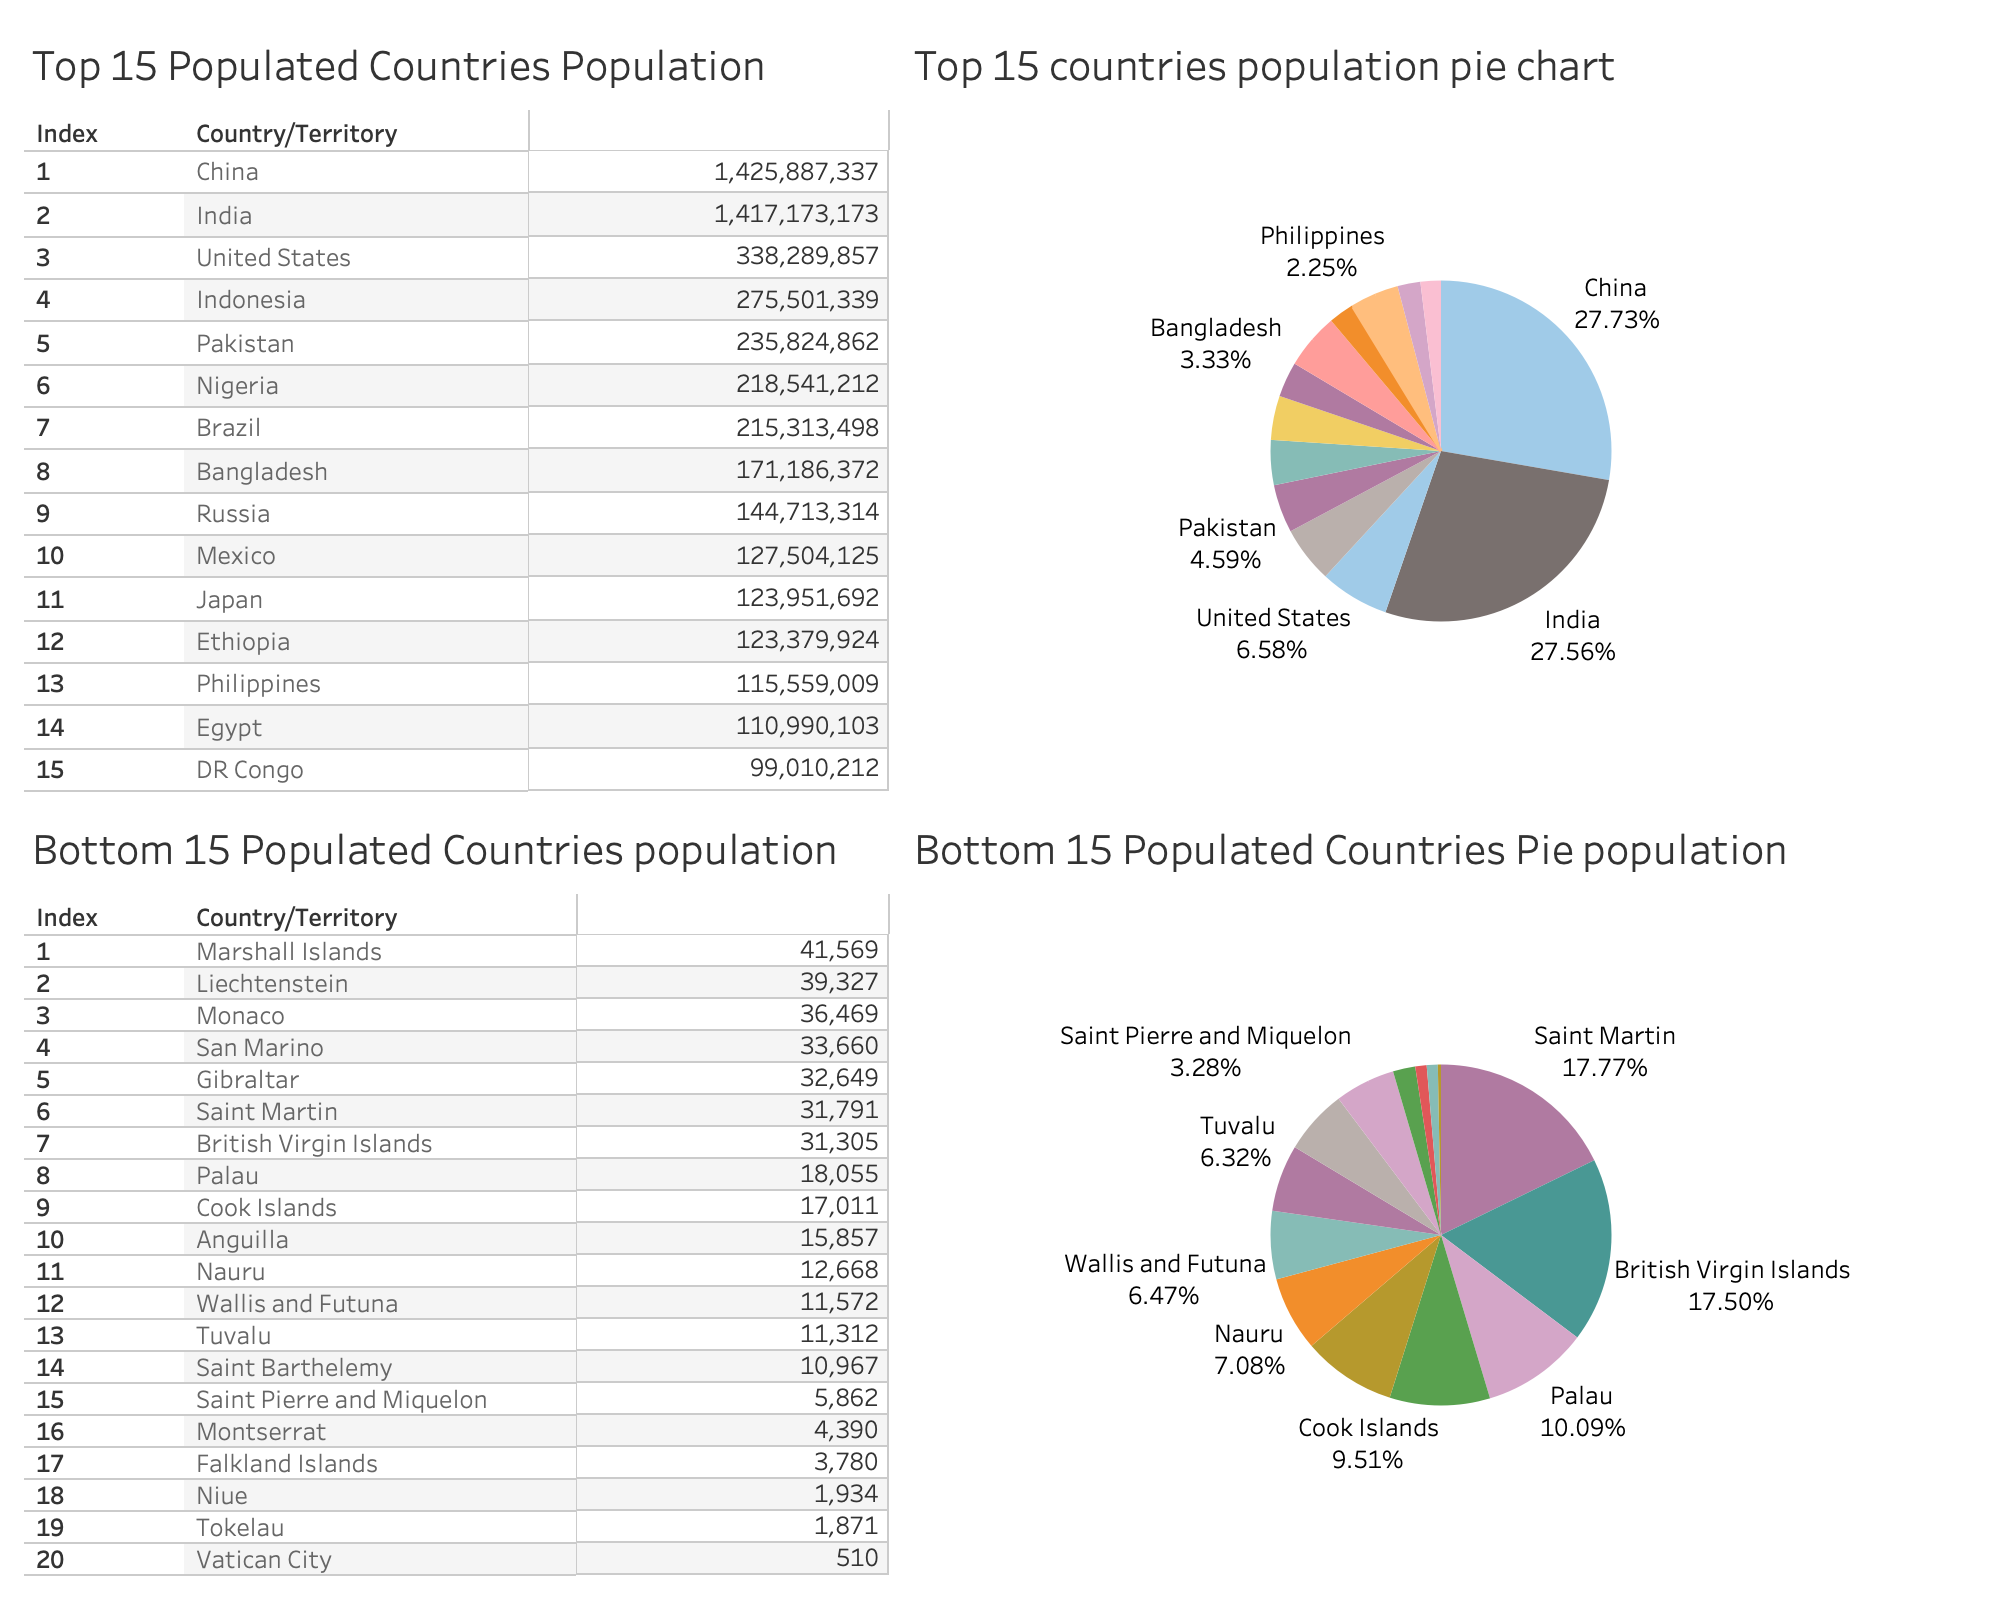 Top 15 Populated Countries Population
Index Country/Territory
1 China 1,425,887,337
2 India 1,417,173,173
3 United States 338,289,857
4 Indonesia 275,501,339
5 Pakistan 235,824,862
6 Nigeria 218,541,212
7 Brazil 215,313,498
8 Bangladesh 171,186,372
9 Russia 144,713,314
10 Mexico 127,504,125
11 Japan 123,951,692
12 Ethiopia 123,379,924
13 Philippines 115,559,009
14 Egypt 110,990,103
15 DR Congo 99,010,212
Top 15 countries population pie chart
Philippines
2.25%
China
27.73%
Bangladesh
3.33%
Pakistan
4.59%
United States
6.58%
India
27.56%
Bottom 15 Populated Countries population
Index Country/Territory
1 Marshall Islands 41,569
2 Liechtenstein 39,327
3 Monaco 36,469
4 San Marino 33,660
5 Gibraltar 32,649
6 Saint Martin 31,791
7 British Virgin Islands 31,305
8 Palau 18,055
9 Cook Islands 17,011
10 Anguilla 15,857
11 Nauru 12,668
12 Wallis and Futuna 11,572
13 Tuvalu 11,312
14 Saint Barthelemy 10,967
15 Saint Pierre and Miquelon 5,862
16 Montserrat 4,390
17 Falkland Islands 3,780
18 Niue 1,934
19 Tokelau 1,871
20 Vatican City 510
Bottom 15 Populated Countries Pie population
Saint Pierre and Miquelon
3.28%
Saint Martin
17.77%
Tuvalu
6.32%
Wallis and Futuna
6.47%
British Virgin Islands
17.50%
Nauru
7.08%
Palau
10.09%
Cook Islands
9.51%